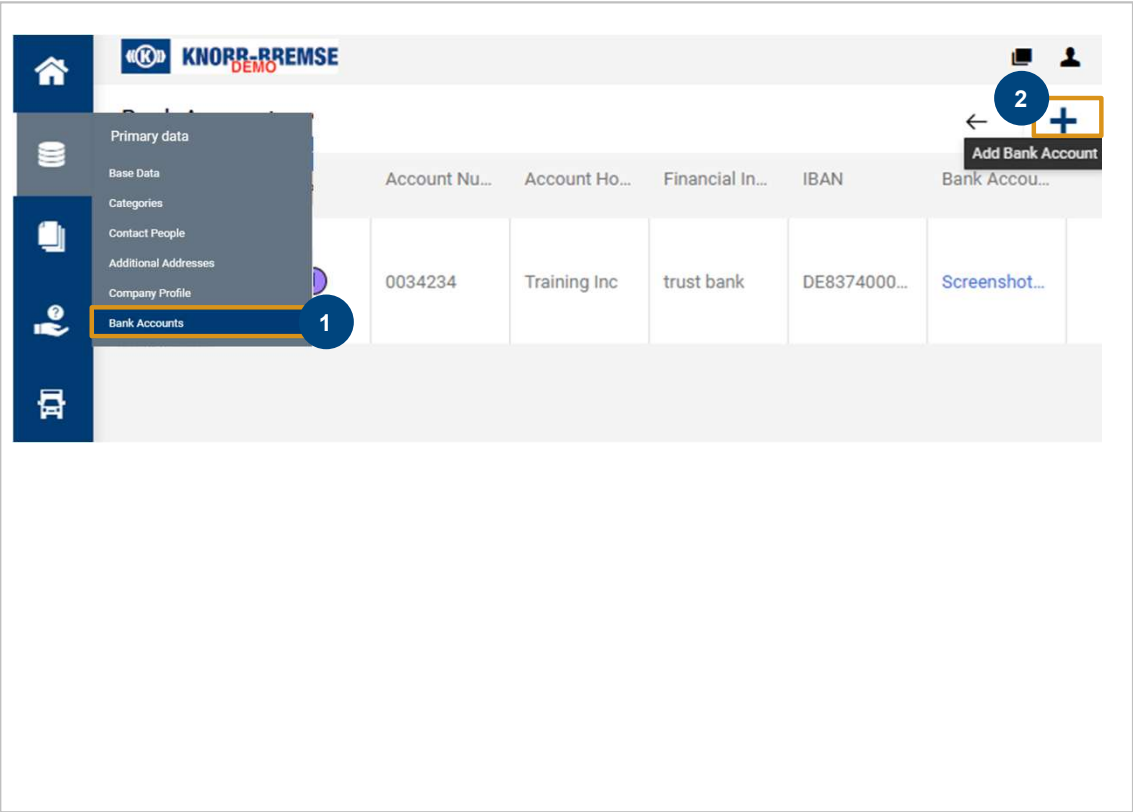 KNORR-BREMSE
DEMO
2
Add Bank Account
Primary data
Base Data
Categories
Contact People
Additional Addresses
Company Profile
Bank Accounts
1
Account Nu... Account Ho... Financial In... IBAN Bank Accou...
0034234 Training Inc trust bank DE8374000... Screenshot...